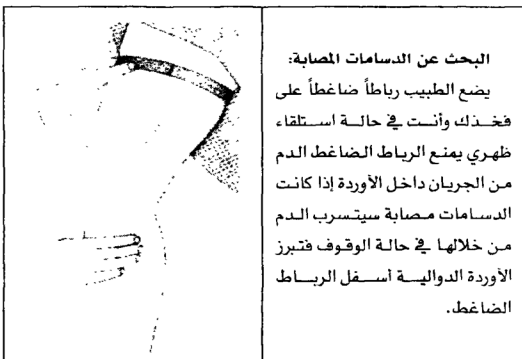 البحث عن الدسامات المصابة:
يضع الطبيب رباطاً ضاغطاً على
فخذك وأنت في حالة استلقاء
ظهري يمنع الرباط الضاغط الدم
من الجريان داخل الأوردة إذا كانت
الدسامات مصابة سيتسرب الدم
من خلالها في حالة الوقوف فتبرز
الأوردة الدوالية أسفل الرباط
الضاغط.